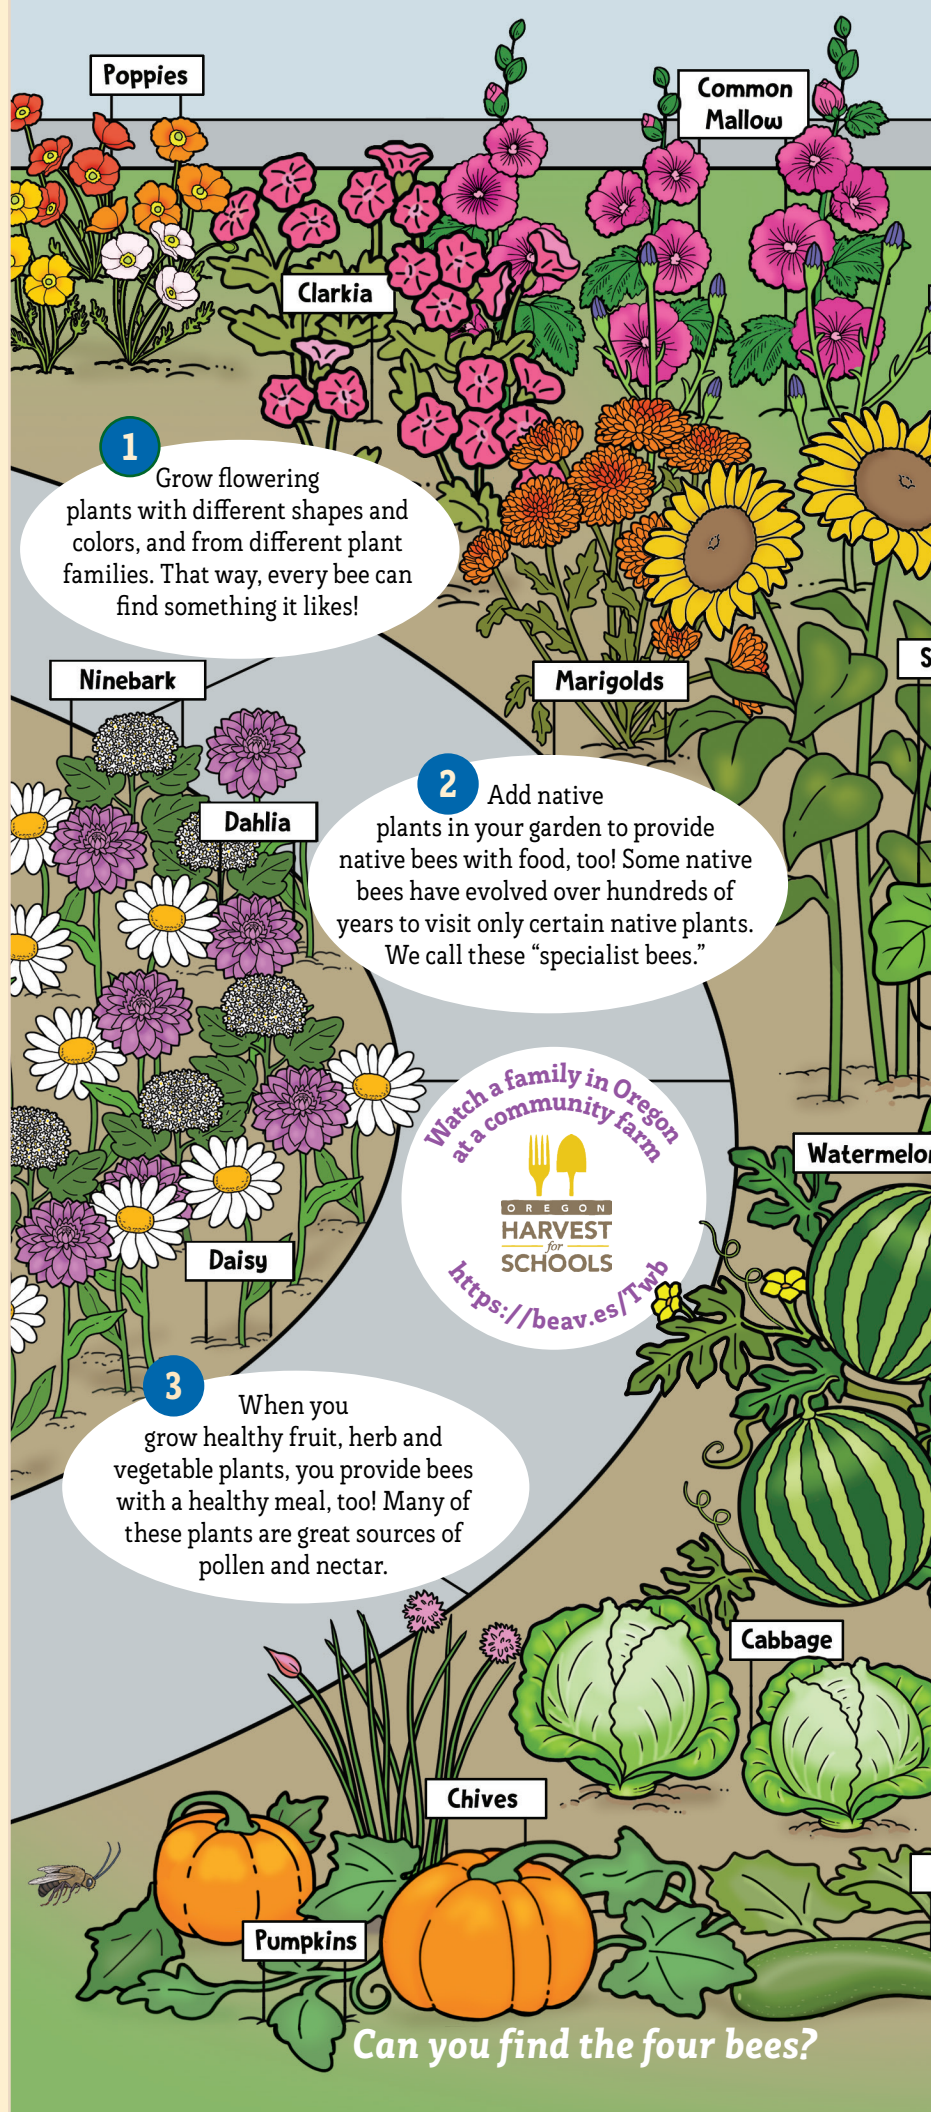 Poppies
Common
Mallow
Clarkia
1
Grow flowering
plants with different shapes and
colors, and from different plant
families. That way, every bee can
find something it likes!
Ninebark
Marigolds
S
2
Add native
plants in your garden to provide
native bees with food, too! Some native
bees have evolved over hundreds of
years to visit only certain native plants.
We call these “specialist bees.”
Dahlia
Watch a family in Oregon
at a community farm
OREGON
HARVEST
for
SCHOOLS
https://beav.es/Twb
Watermelo
Daisy
3
When you
grow healthy fruit, herb and
vegetable plants, you provide bees
with a healthy meal, too! Many of
these plants are great sources of
pollen and nectar.
Cabbage
Chives
Pumpkins
Can you find the four bees?